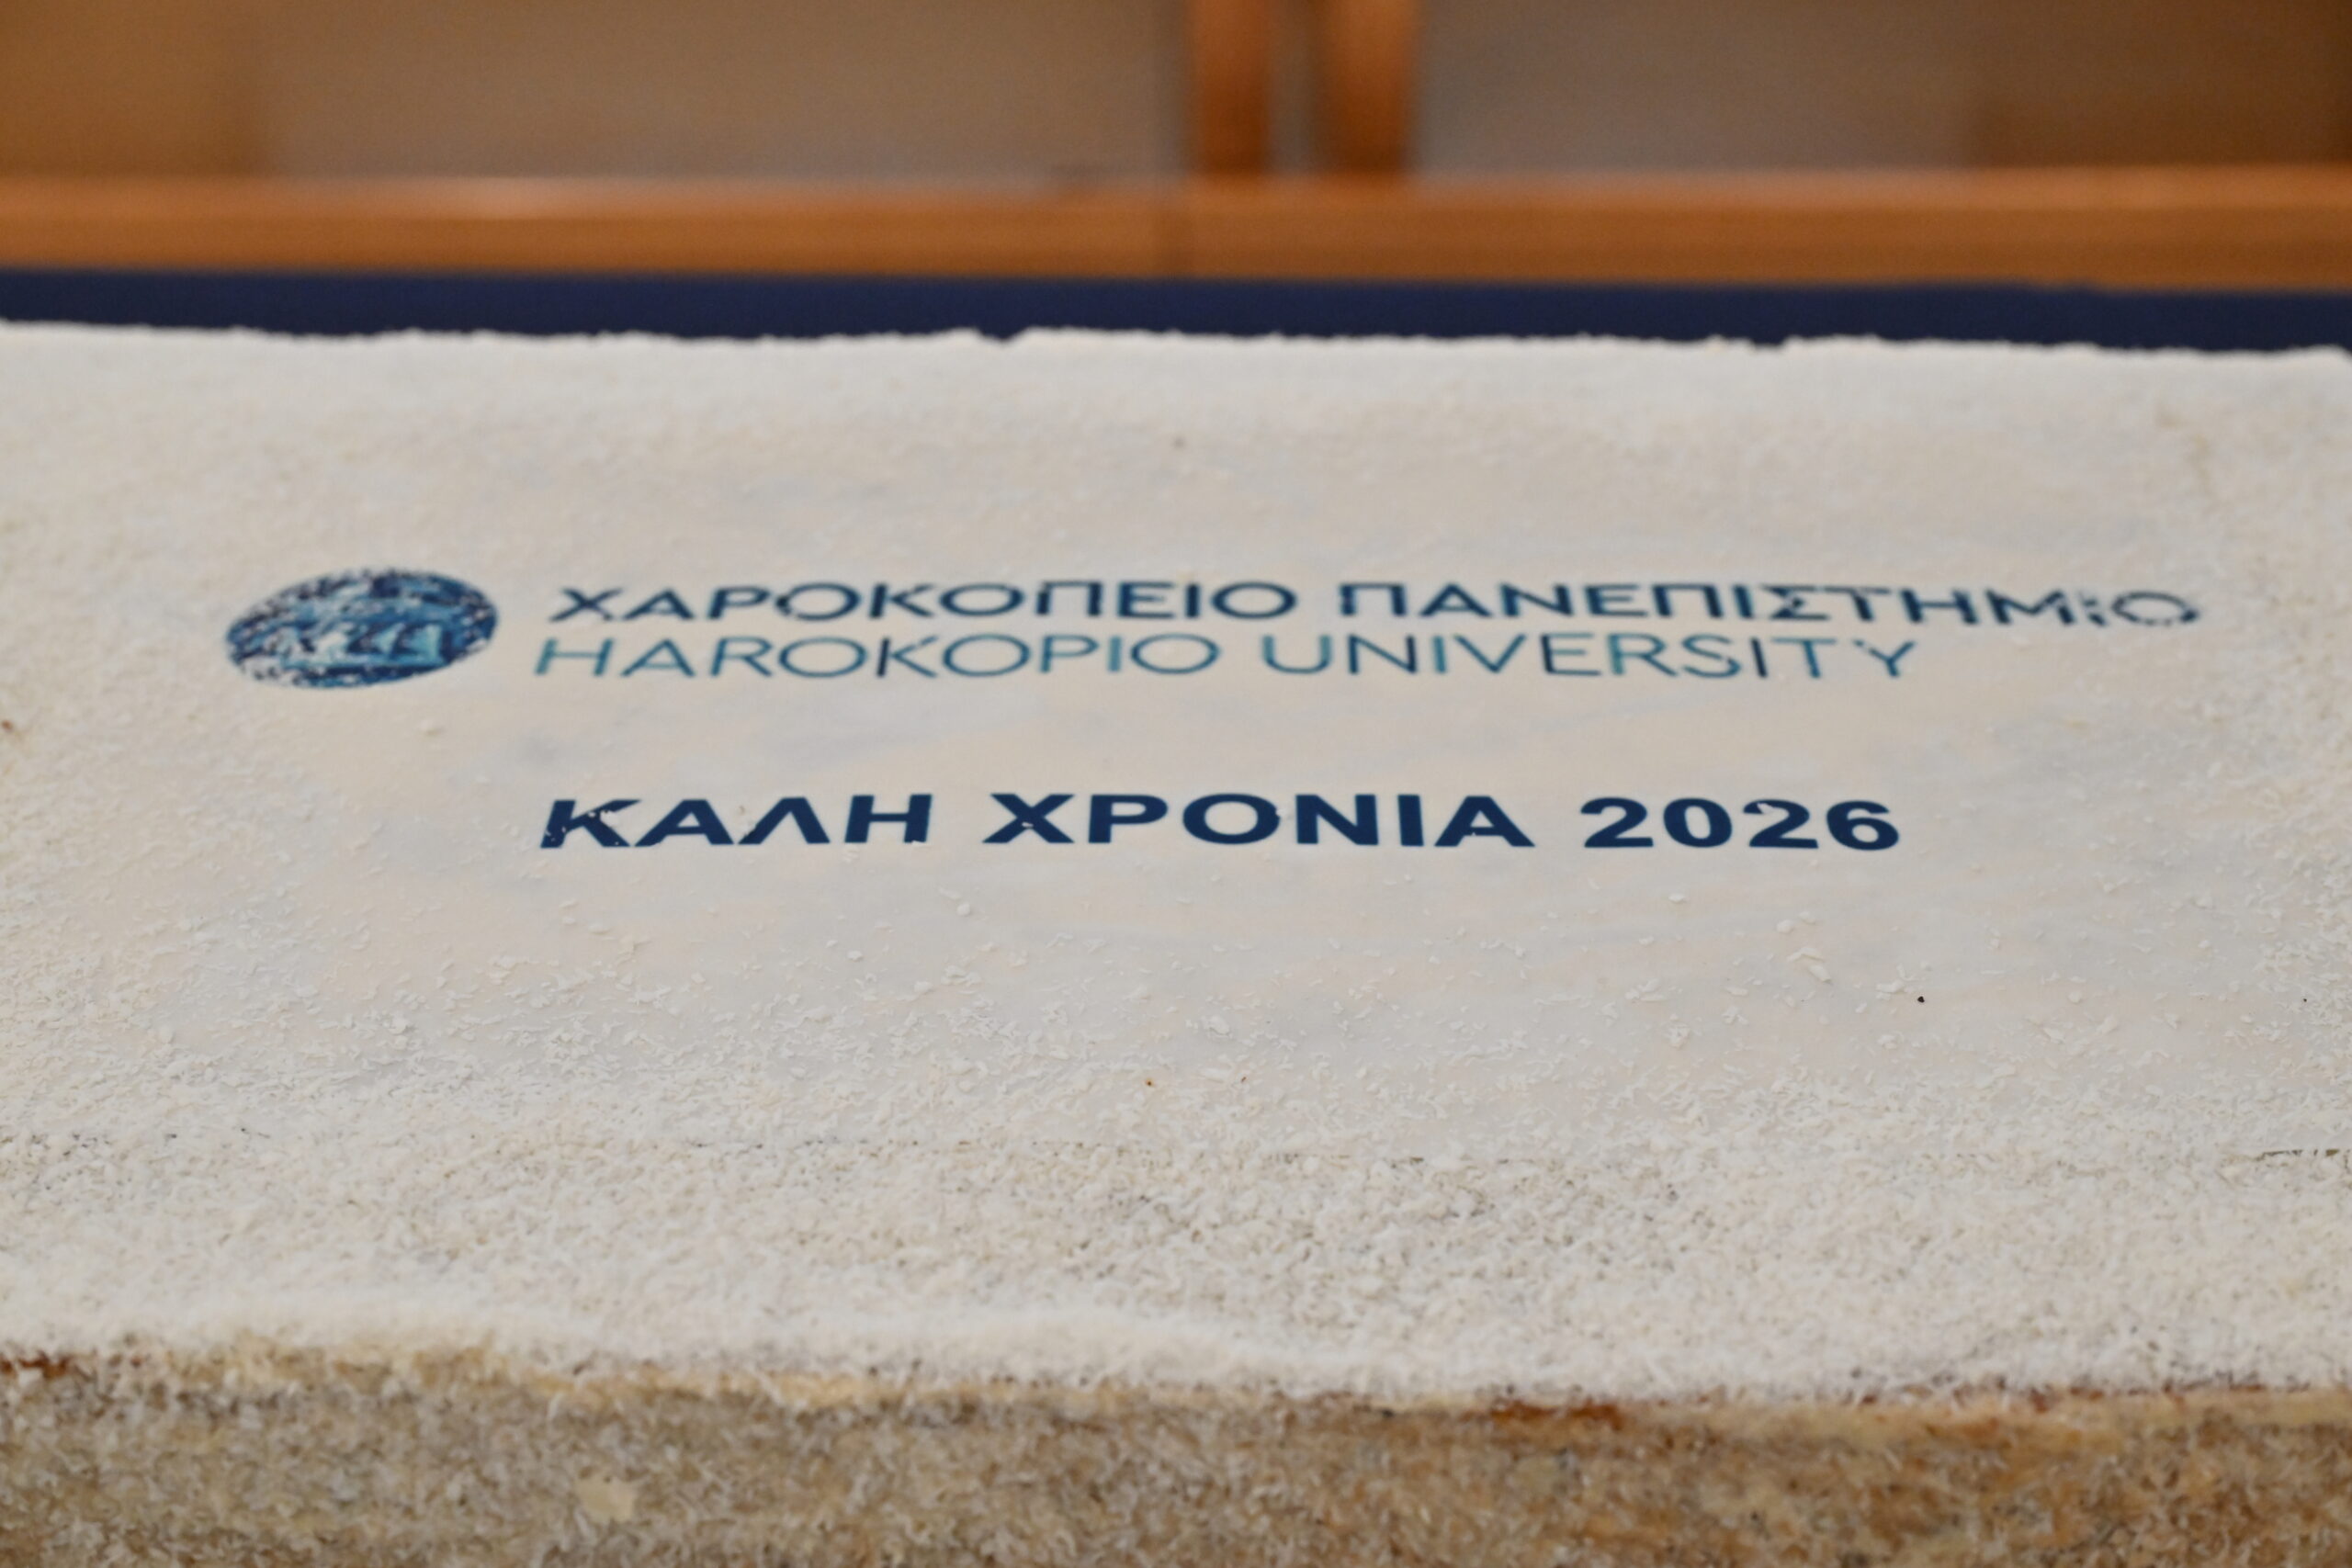 ΧΑΡΟΚΟΠΕΙΟ ΠΑΝΕΠΙΣΤΗΜΙΟ
HAROKOPIO UNIVERSITY
ΚΑΛΗ ΧΡΟΝΙΑ 2026